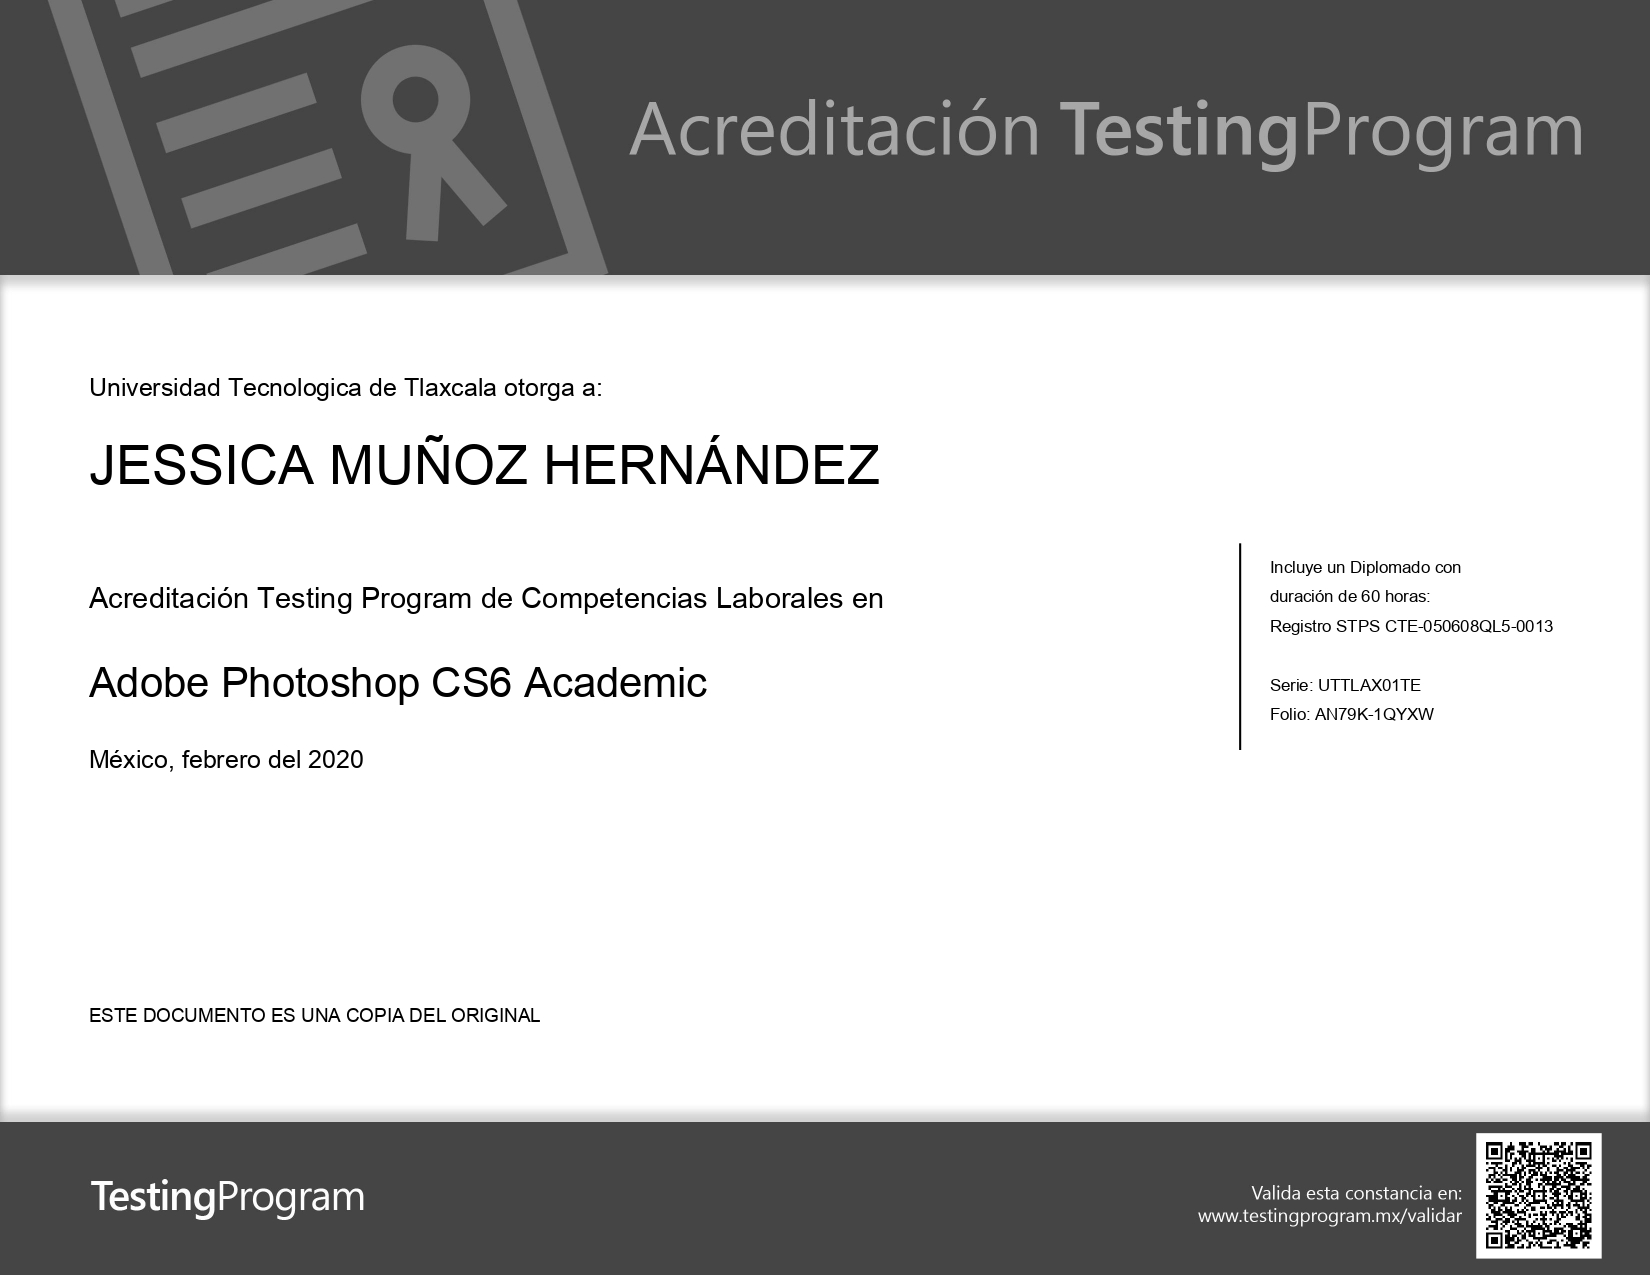 Acreditación TestingProgram
Universidad Tecnologica de Tlaxcala otorga a:
JESSICA MUÑOZ HERNÁNDEZ
Acreditación Testing Program de Competencias Laborales en
Adobe Photoshop CS6 Academic
México, febrero del 2020
Incluye un Diplomado con
duración de 60 horas:
Registro STPS CTE-050608QL5-0013
Serie: UTTLAX01TE
Folio: AN79K-1QYXW
ESTE DOCUMENTO ES UNA COPIA DEL ORIGINAL
TestingProgram
Valida esta constancia en:
www.testingprogram.mx/validar